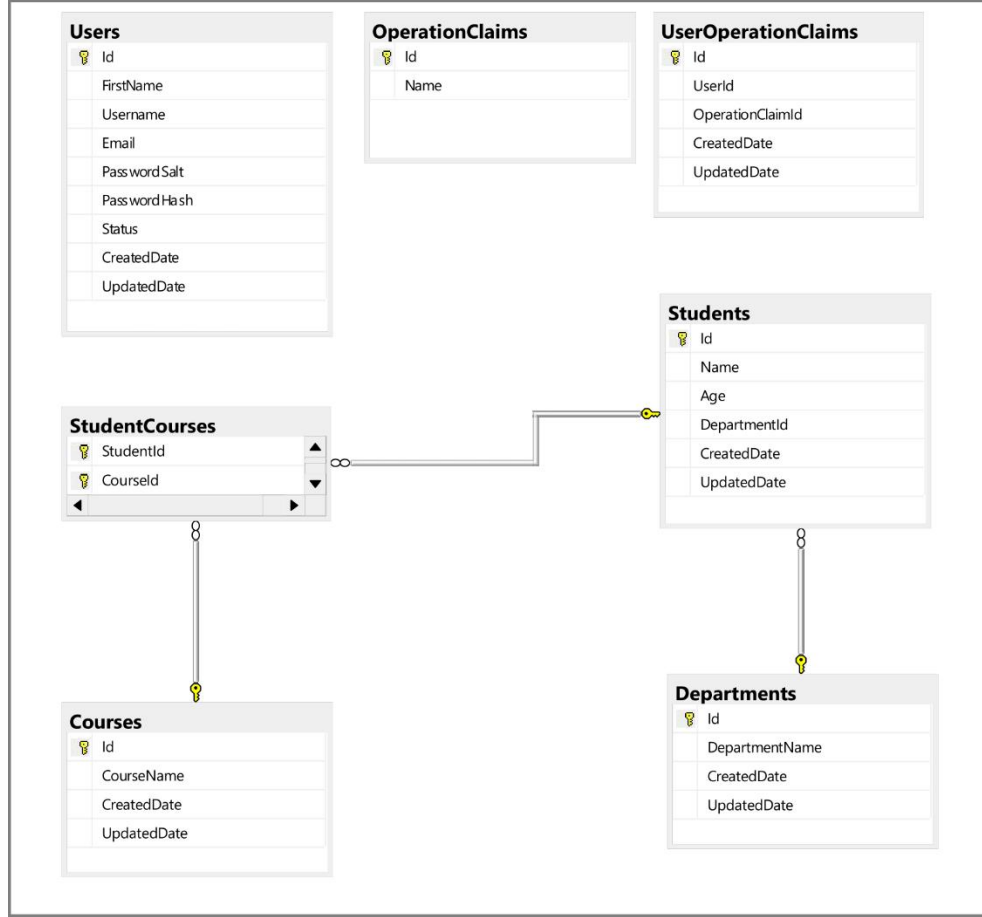 Users
Id
FirstName
Username
Email
PasswordSalt
PasswordHash
Status
CreatedDate
UpdatedDate
OperationClaims
Id
Name
UserOperationClaims
Id
UserId
OperationClaimId
CreatedDate
UpdatedDate
StudentCourses
StudentId
CourseId
Students
Id
Name
Age
DepartmentId
CreatedDate
UpdatedDate
Courses
Id
CourseName
CreatedDate
UpdatedDate
Departments
Id
DepartmentName
CreatedDate
UpdatedDate